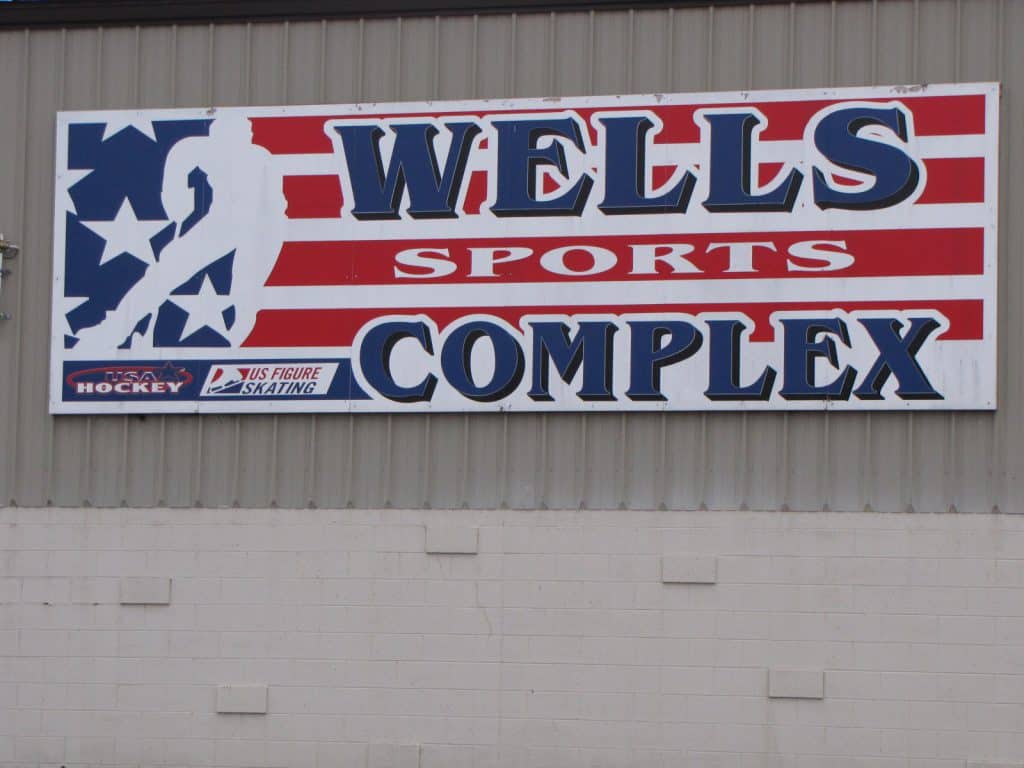 WELLS
SPORTS
COMPLEX
USA
HOCKEY
US FIGURE
SKATING